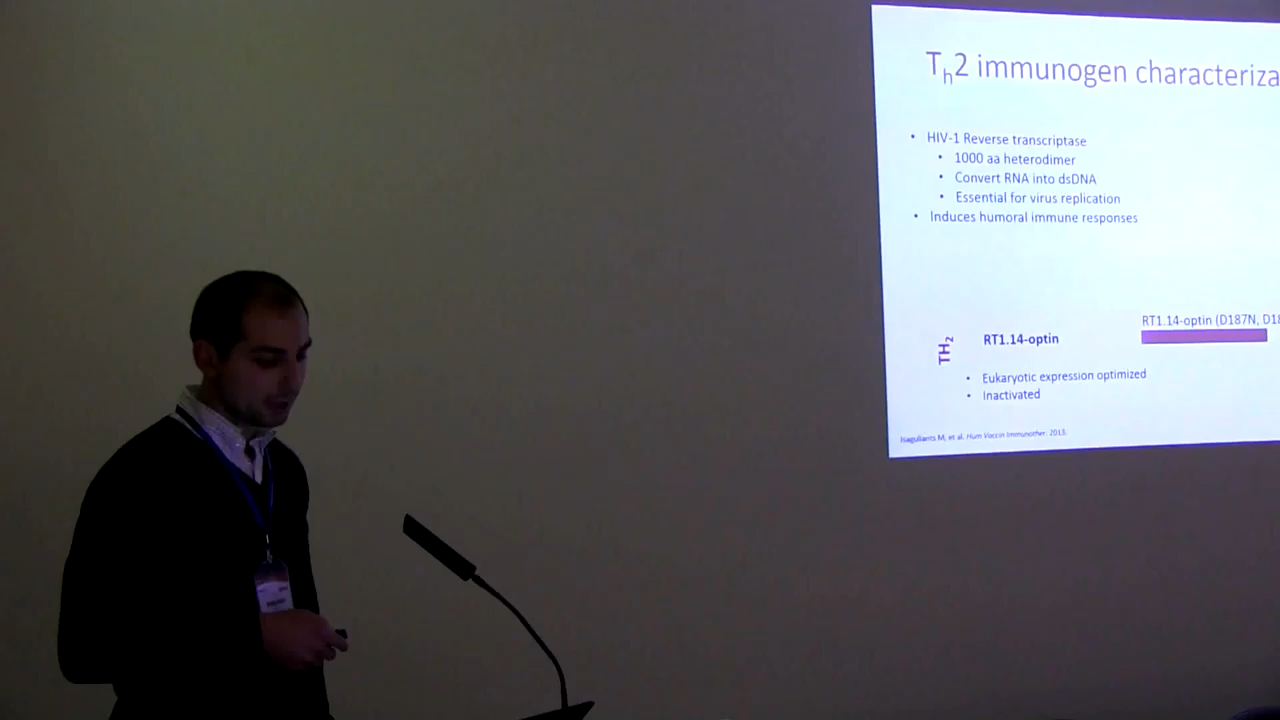 Th2 immunogen characteriza
• HIV-1 Reverse transcriptase
• 1000 aa heterodimer
• Convert RNA into dsDNA
• Essential for virus replication
• Induces humoral immune responses
RT1.14-optin (D187N, D18
TH2
RT1.14-optin
• Eukaryotic expression optimized
• Inactivated
Isaguliants M, et al. Hum Vaccin Immunother. 2013.